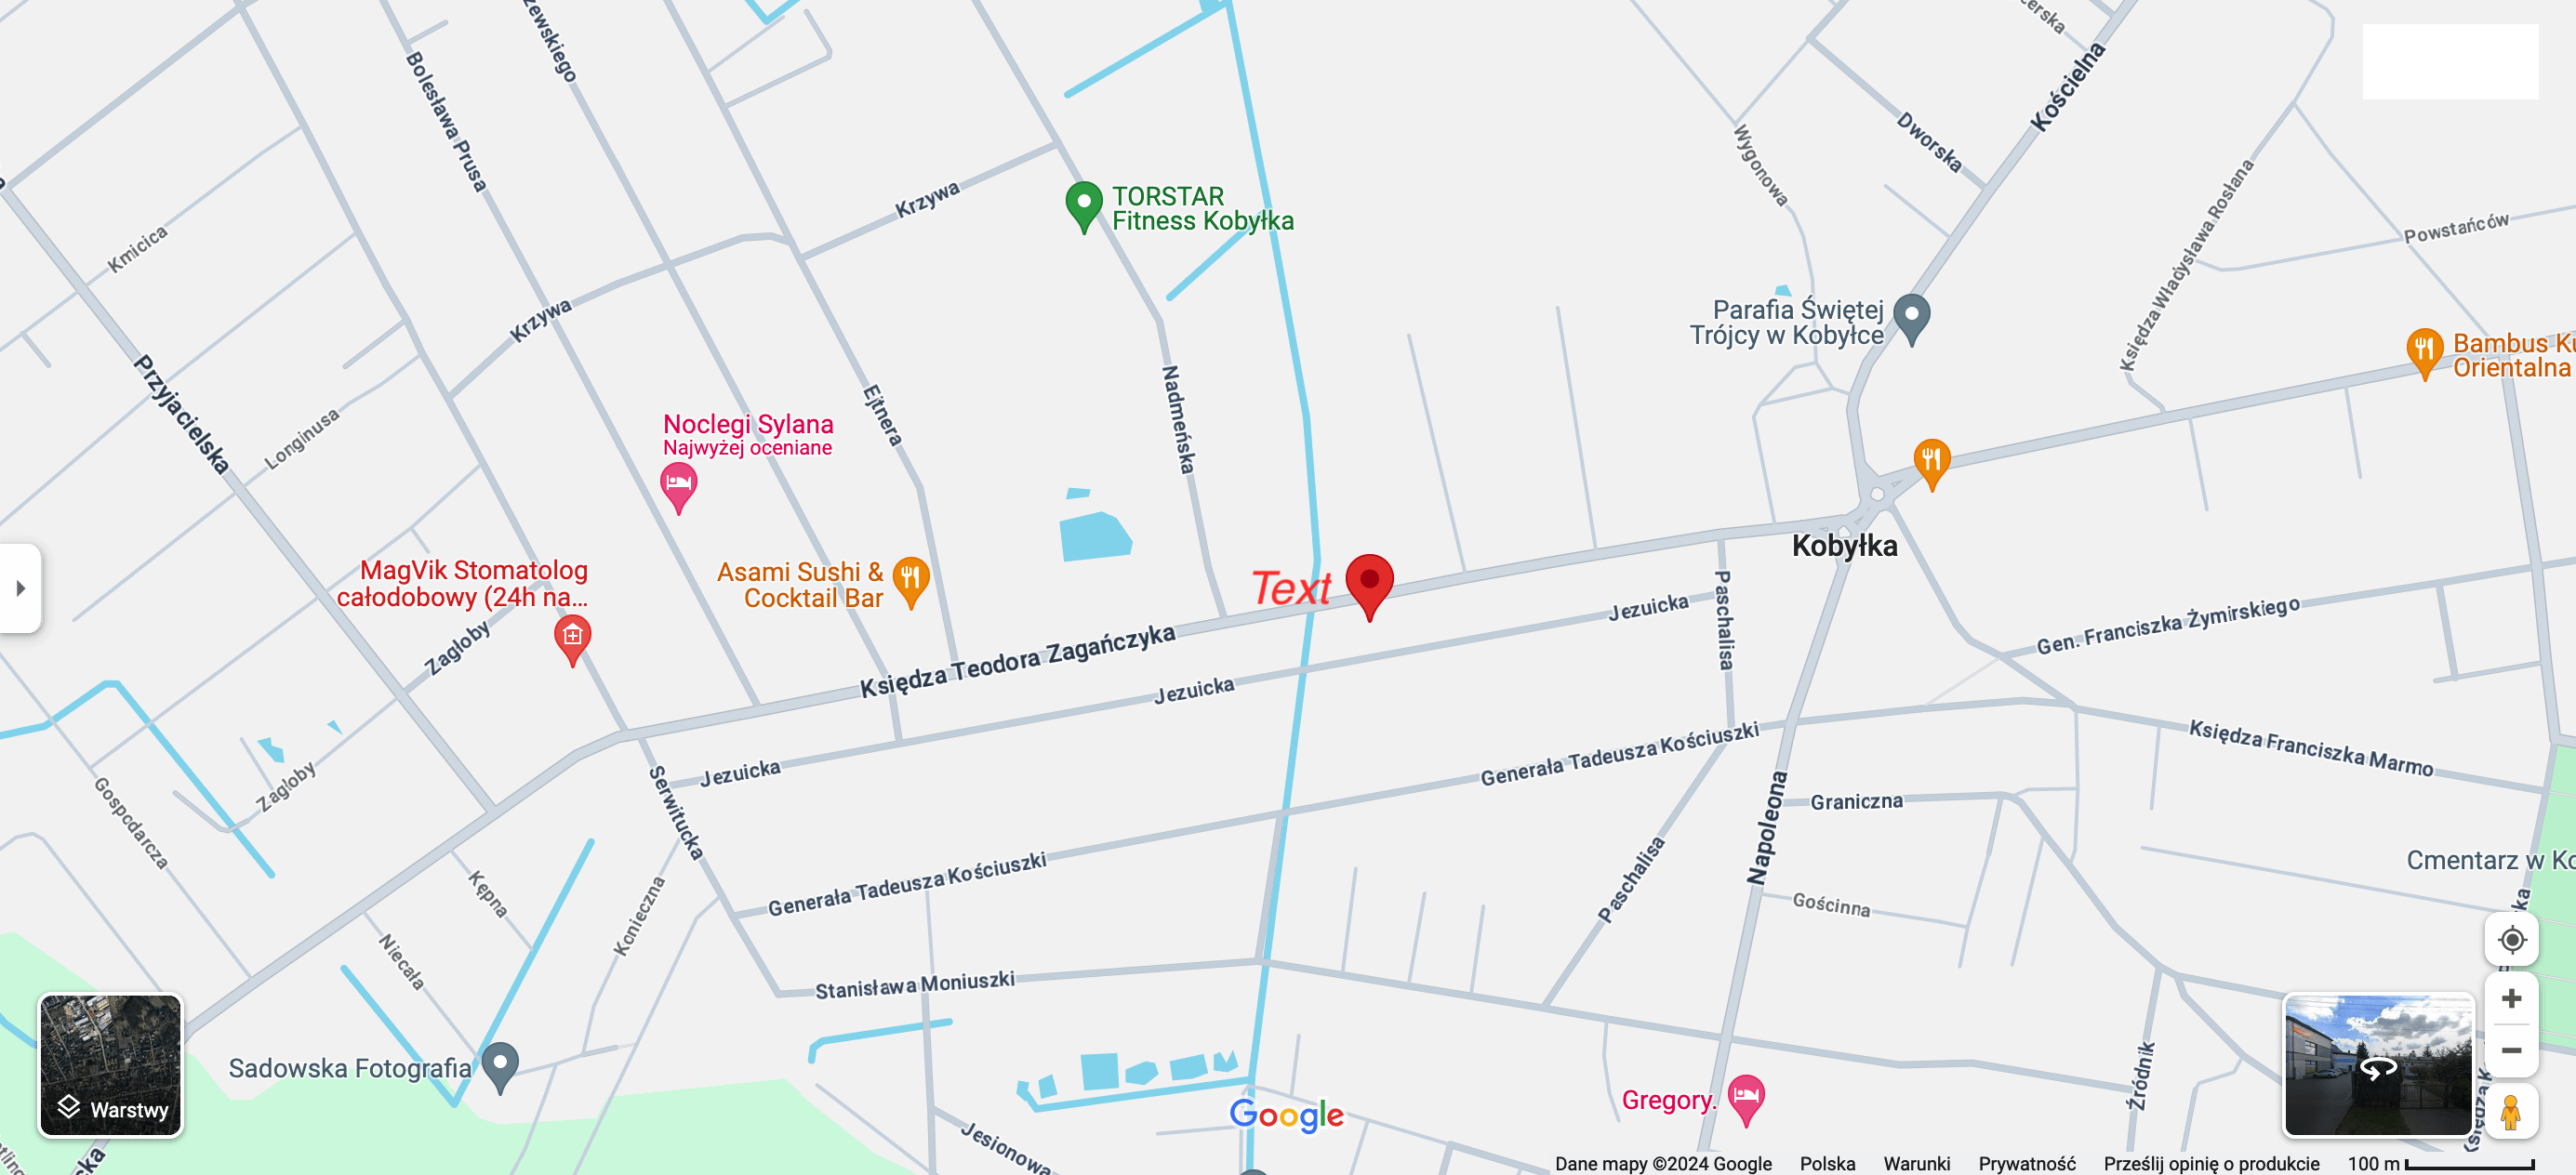 Kościelna
Dworska
Wygonowa
Bolesława Prusa
Księdza Władysława Rosłana
Powstańców
TORSTAR
Fitness Kobyłka
Krzywa
Kmicica
Krzywa
Parafia Świętej
Trójcy w Kobyłce
Orientalna
Przyjacielska
Longinusa
Ejtnera
Nadmeńska
Noclegi Sylana
Najwyżej oceniane
Kobyłka
MagVik Stomatolog
całodobowy (24h na...
Asami Sushi &
Cocktail Bar
Text
Jezuicka
Paschalisa
Gen. Franciszka Żymirskiego
Zagłoby
Księdza Teodora Zagańczyka
Jezuicka
Księdza Franciszka Marmo
Generała Tadeusza Kościuszki
Jezuicka
Zagłoby
Gospodarcza
Serwitucka
Napoleona
Graniczna
Generała Tadeusza Kościuszki
Paschalisa
Kępna
Konieczna
Gościnna
Niecała
Stanisława Moniuszki
Sadowska Fotografia
Źródnik
Gregory.
Warstwy
Google
Jesionowa
Dane mapy ©2024 Google Polska Warunki Prywatność Prześlij opinię o produkcie 100 m